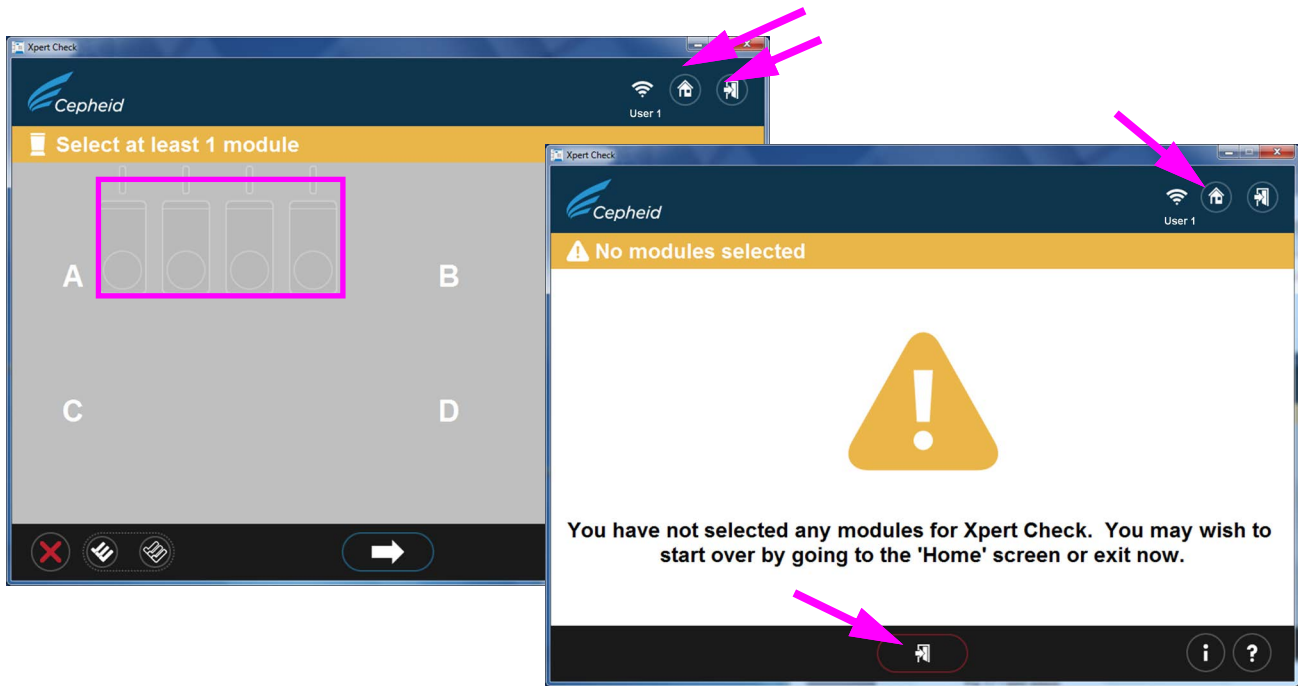 Xpert Check
Cepheid
User 1
Select at least 1 module
A
B
C
D
Xpert Check
Cepheid
User 1
No modules selected
You have not selected any modules for Xpert Check. You may wish to
start over by going to the 'Home' screen or exit now.
i
?